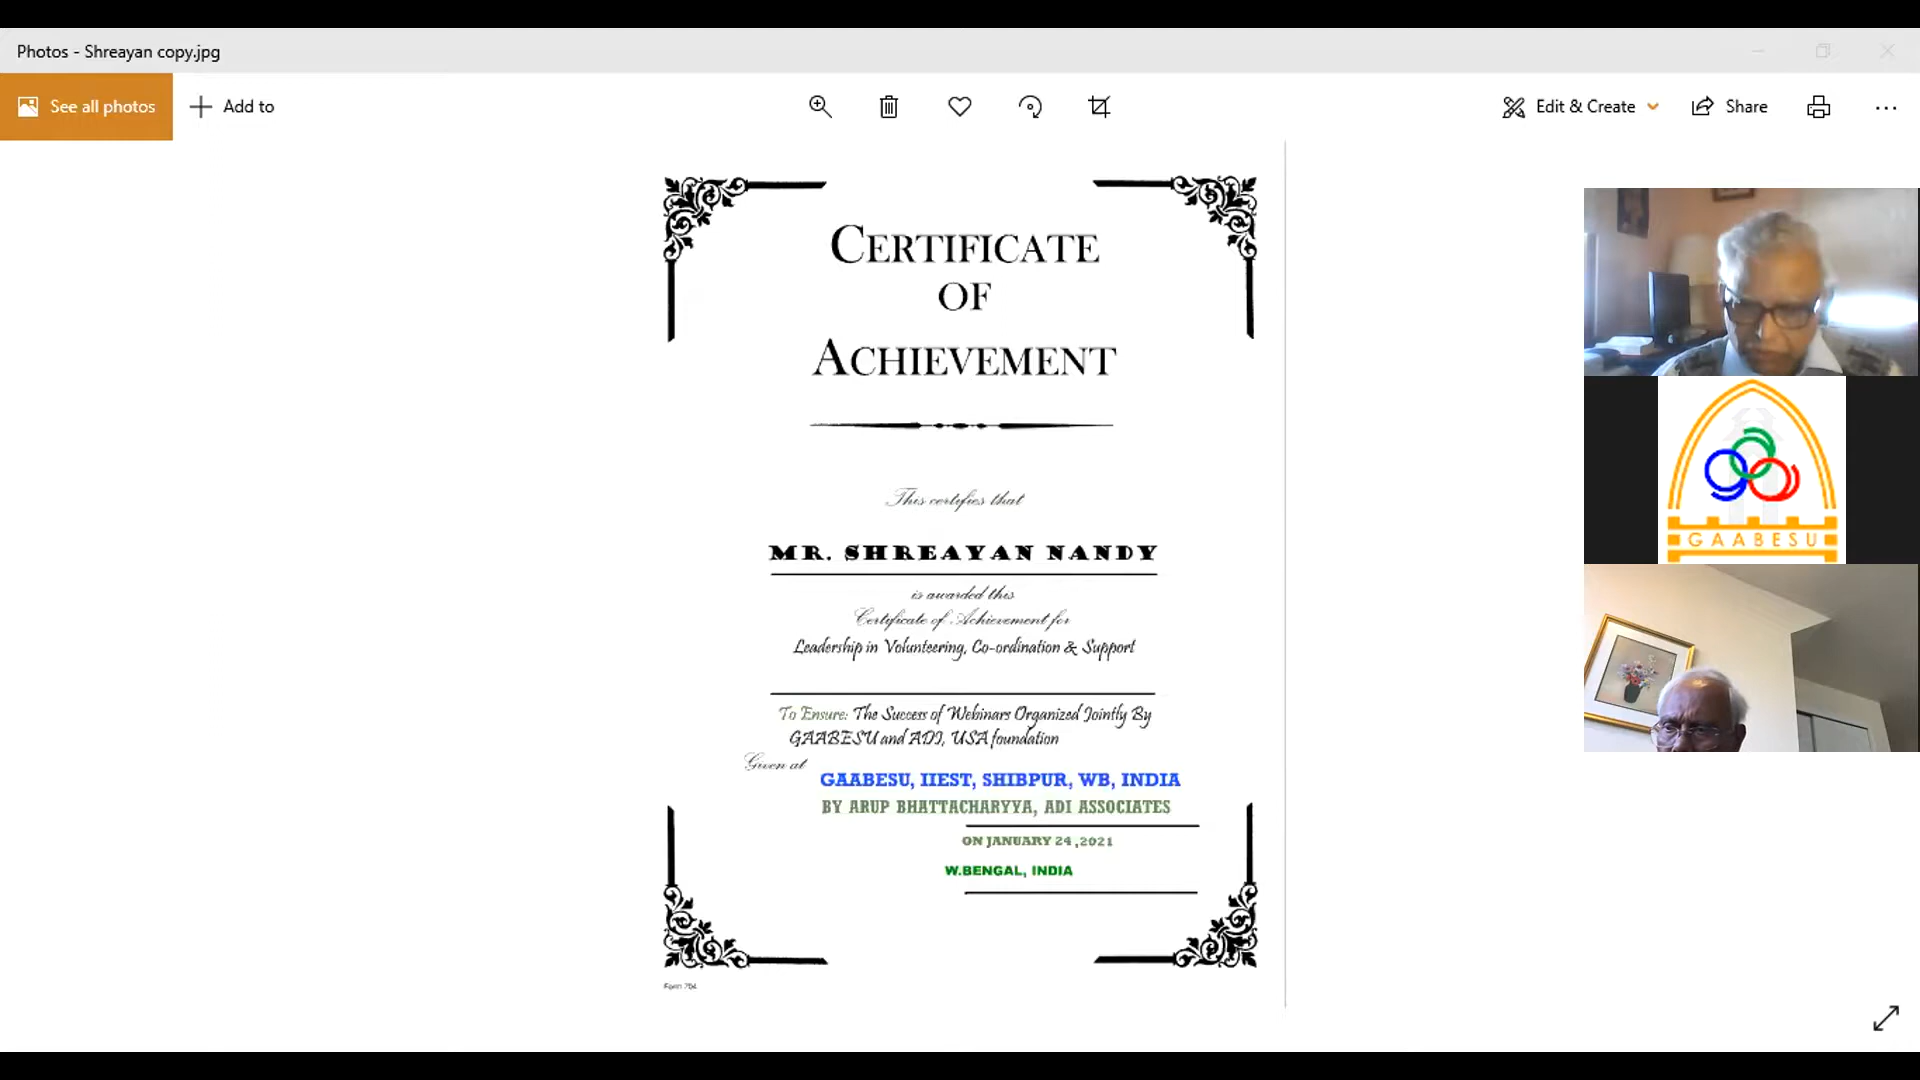 Photos - Shreayan copy.jpg
See all photos
Add to
Edit & Create
Share
CERTIFICATE
OF
ACHIEVEMENT
This certifies that
MR. SHREAYAN NANDY
is awarded this
Certificate of Achievement for
Leadership in Volunteering, Co-ordination & Support
To Ensure: The Success of Webinars Organized Jointly By
GAABESU and ADI, USA foundation
Given at
GAABESU, IIEST, SHIBPUR, WB, INDIA
BY ARUP BHATTACHARYYA, ADI ASSOCIATES
ON JANUARY 24,2021
W.BENGAL, INDIA
Form 704
GAABESU